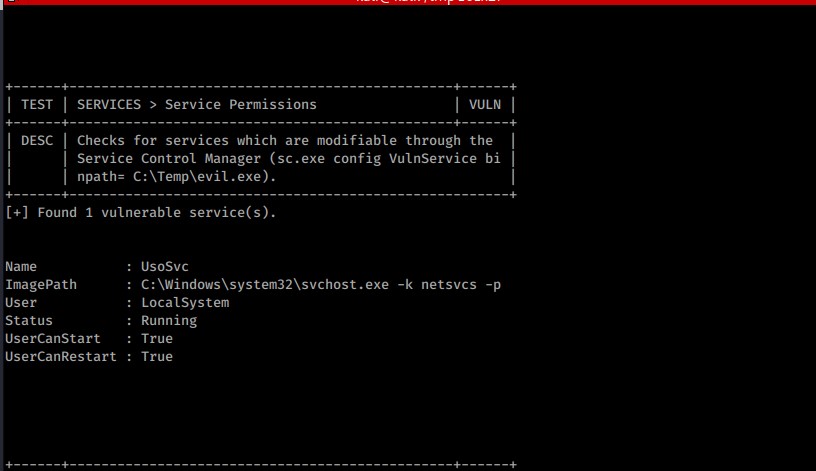 +------+-----------------------------------------------+------+
| TEST | SERVICES > Service Permissions                | VULN |
+------+-----------------------------------------------+------+
| DESC | Checks for services which are modifiable through the |
|      | Service Control Manager (sc.exe config VulnService bi |
|      | npath= C:\Temp\evil.exe).                            |
+------+------------------------------------------------------+
[+] Found 1 vulnerable service(s).
Name              : UsoSvc
ImagePath      : C:\Windows\system32\svchost.exe -k netsvcs -p
User              : LocalSystem
Status            : Running
UserCanStart   : True
UserCanRestart : True
+------+-----------------------------------------------+------+